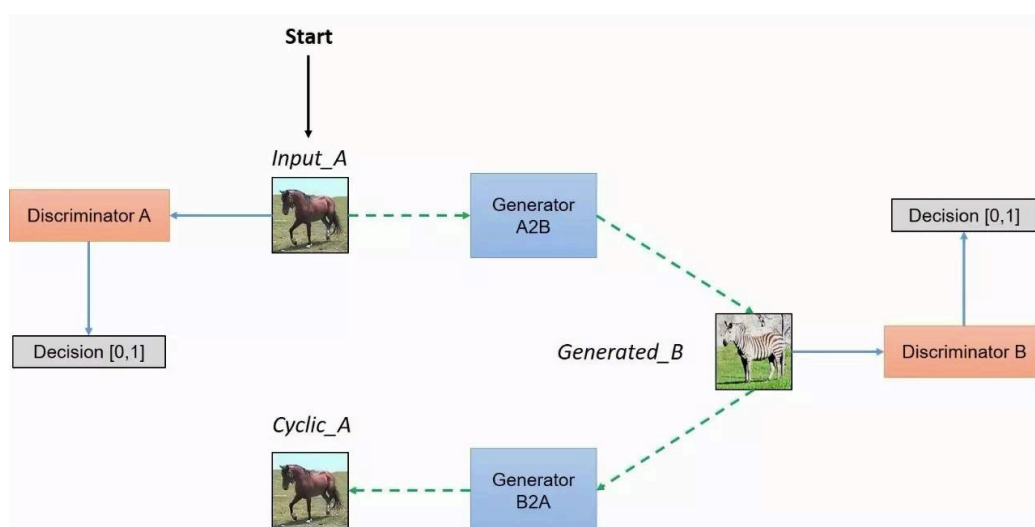 Start
Input_A
Discriminator A
Generator
A2B
Decision [0,1]
Decision [0,1]
Generated_B
Discriminator B
Cyclic_A
Generator
B2A